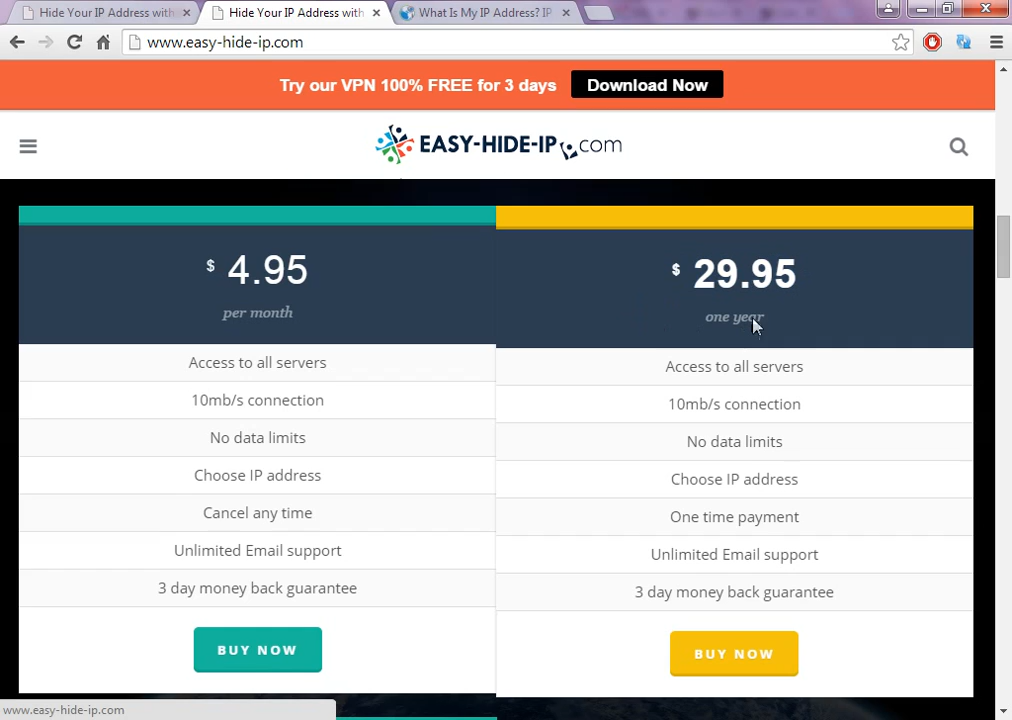 Hide Your IP Address with
Hide Your IP Address with
What Is My IP Address? IP
www.easy-hide-ip.com
Try our VPN 100% FREE for 3 days
Download Now
EASY-HIDE-IP.com
$ 4.95
per month
Access to all servers
10mb/s connection
No data limits
Choose IP address
Cancel any time
Unlimited Email support
3 day money back guarantee
BUY NOW
$ 29.95
one year
Access to all servers
10mb/s connection
No data limits
Choose IP address
One time payment
Unlimited Email support
3 day money back guarantee
BUY NOW
www.easy-hide-ip.com